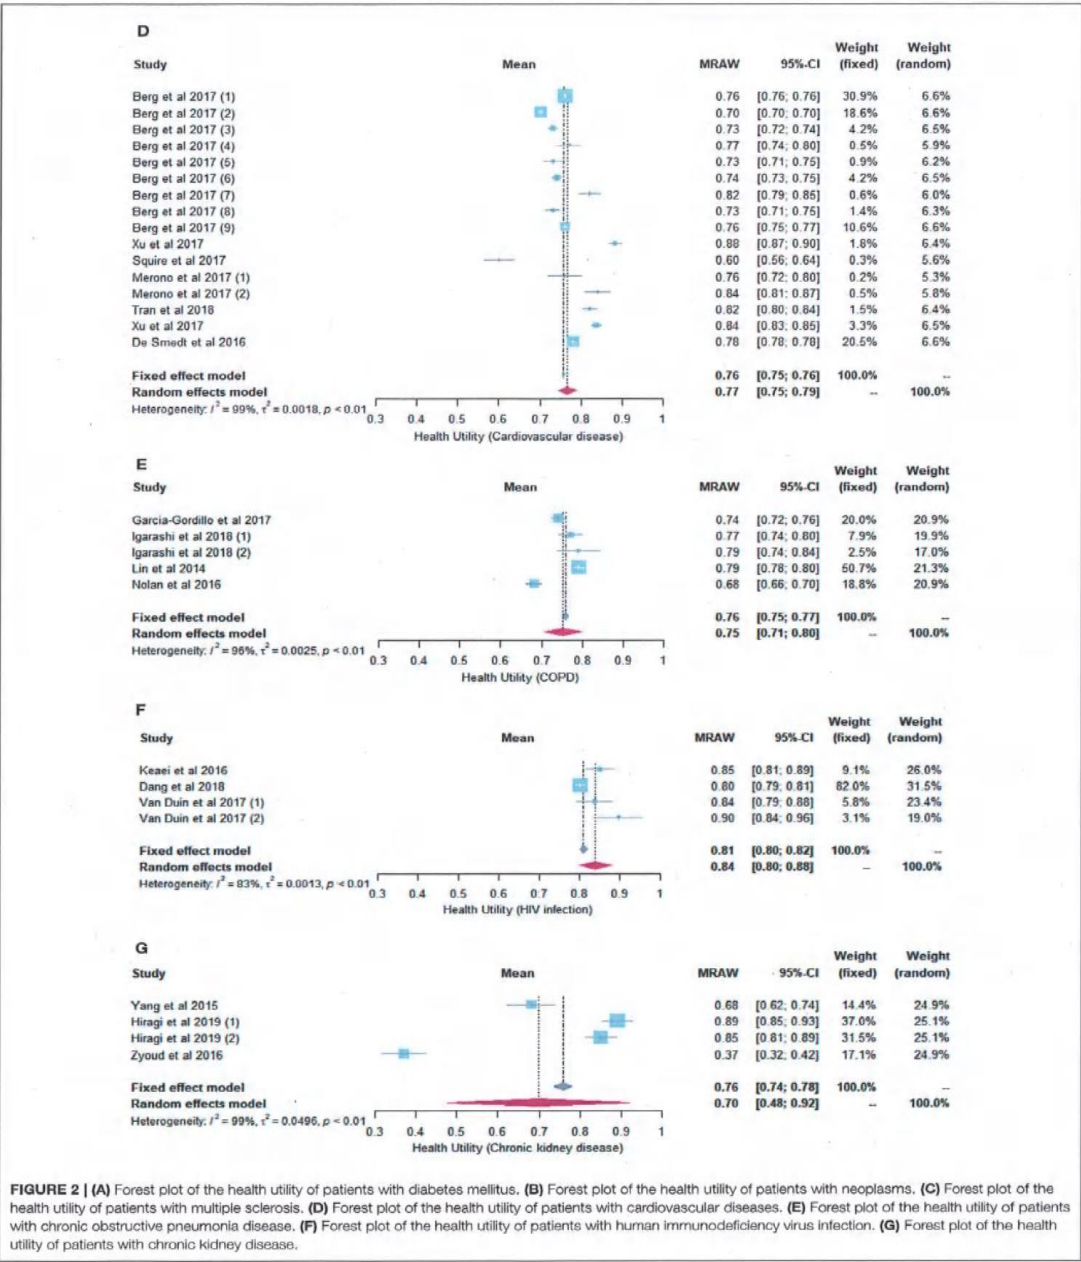 D
Study Mean MRAW 95%-CI Weight (fixed) Weight (random)
Berg et al 2017 (1) 0.76 [0.76; 0.76] 30.9% 6.6%
Berg et al 2017 (2) 0.70 [0.70; 0.70] 18.6% 6.6%
Berg et al 2017 (3) 0.73 [0.72; 0.74] 4.2% 6.5%
Berg et al 2017 (4) 0.77 [0.74; 0.80] 0.5% 5.9%
Berg et al 2017 (5) 0.73 [0.71; 0.75] 0.9% 6.2%
Berg et al 2017 (6) 0.74 [0.73; 0.75] 4.2% 6.5%
Berg et al 2017 (7) 0.82 [0.79; 0.85] 0.6% 6.0%
Berg et al 2017 (8) 0.73 [0.71; 0.75] 1.4% 6.3%
Berg et al 2017 (9) 0.76 [0.75; 0.77] 10.6% 6.6%
Xu et al 2017 0.88 [0.87; 0.90] 1.8% 6.4%
Squire et al 2017 0.60 [0.56; 0.64] 0.3% 5.6%
Merono et al 2017 (1) 0.76 [0.72; 0.80] 0.2% 5.3%
Merono et al 2017 (2) 0.84 [0.81; 0.87] 0.5% 5.8%
Tran et al 2018 0.82 [0.80; 0.84] 1.5% 6.4%
Xu et al 2017 0.84 [0.83; 0.85] 3.3% 6.5%
De Smedt et al 2016 0.78 [0.78; 0.78] 20.5% 6.6%
Fixed effect model 0.76 [0.75; 0.76] 100.0% --
Random effects model 0.77 [0.75; 0.79] -- 100.0%
Heterogeneity: I² = 99%, τ² = 0.0018, p < 0.01
0.3 0.4 0.5 0.6 0.7 0.8 0.9 1
Health Utility (Cardiovascular disease)
E
Study Mean MRAW 95%-CI Weight (fixed) Weight (random)
Garcia-Gordillo et al 2017 0.74 [0.72; 0.76] 20.0% 20.9%
Igarashi et al 2018 (1) 0.77 [0.74; 0.80] 7.9% 19.9%
Igarashi et al 2018 (2) 0.79 [0.74; 0.84] 2.5% 17.0%
Lin et al 2014 0.79 [0.78; 0.80] 50.7% 21.3%
Nolan et al 2016 0.68 [0.66; 0.70] 18.8% 20.9%
Fixed effect model 0.76 [0.75; 0.77] 100.0% --
Random effects model 0.75 [0.71; 0.80] -- 100.0%
Heterogeneity: I² = 96%, τ² = 0.0025, p < 0.01
0.3 0.4 0.5 0.6 0.7 0.8 0.9 1
Health Utility (COPD)
F
Study Mean MRAW 95%-CI Weight (fixed) Weight (random)
Keaei et al 2016 0.85 [0.81; 0.89] 9.1% 26.0%
Dang et al 2018 0.80 [0.79; 0.81] 82.0% 31.5%
Van Duin et al 2017 (1) 0.84 [0.79; 0.88] 5.8% 23.4%
Van Duin et al 2017 (2) 0.90 [0.84; 0.96] 3.1% 19.0%
Fixed effect model 0.81 [0.80; 0.82] 100.0% --
Random effects model 0.84 [0.80; 0.88] -- 100.0%
Heterogeneity: I² = 83%, τ² = 0.0013, p < 0.01
0.3 0.4 0.5 0.6 0.7 0.8 0.9 1
Health Utility (HIV infection)
G
Study Mean MRAW 95%-CI Weight (fixed) Weight (random)
Yang et al 2015 0.68 [0.62; 0.74] 14.4% 24.9%
Hiragi et al 2019 (1) 0.89 [0.85; 0.93] 37.0% 25.1%
Hiragi et al 2019 (2) 0.85 [0.81; 0.89] 31.5% 25.1%
Zyoud et al 2016 0.37 [0.32; 0.42] 17.1% 24.9%
Fixed effect model 0.76 [0.74; 0.78] 100.0% --
Random effects model 0.70 [0.48; 0.92] -- 100.0%
Heterogeneity: I² = 99%, τ² = 0.0496, p < 0.01
0.3 0.4 0.5 0.6 0.7 0.8 0.9 1
Health Utility (Chronic kidney disease)
FIGURE 2 | (A) Forest plot of the health utility of patients with diabetes mellitus. (B) Forest plot of the health utility of patients with neoplasms. (C) Forest plot of the
health utility of patients with multiple sclerosis. (D) Forest plot of the health utility of patients with cardiovascular diseases. (E) Forest plot of the health utility of patients
with chronic obstructive pneumonia disease. (F) Forest plot of the health utility of patients with human immunodeficiency virus infection. (G) Forest plot of the health
utility of patients with chronic kidney disease.